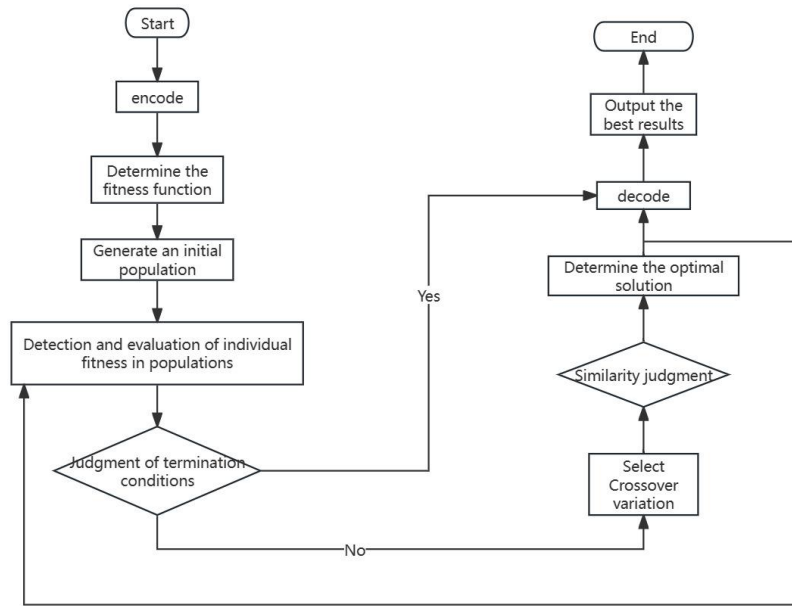 Start
encode
Determine the
fitness function
Generate an initial
population
Detection and evaluation of individual
fitness in populations
Judgment of termination
conditions
Yes
No
End
Output the
best results
decode
Determine the optimal
solution
Similarity judgment
Select
Crossover
variation